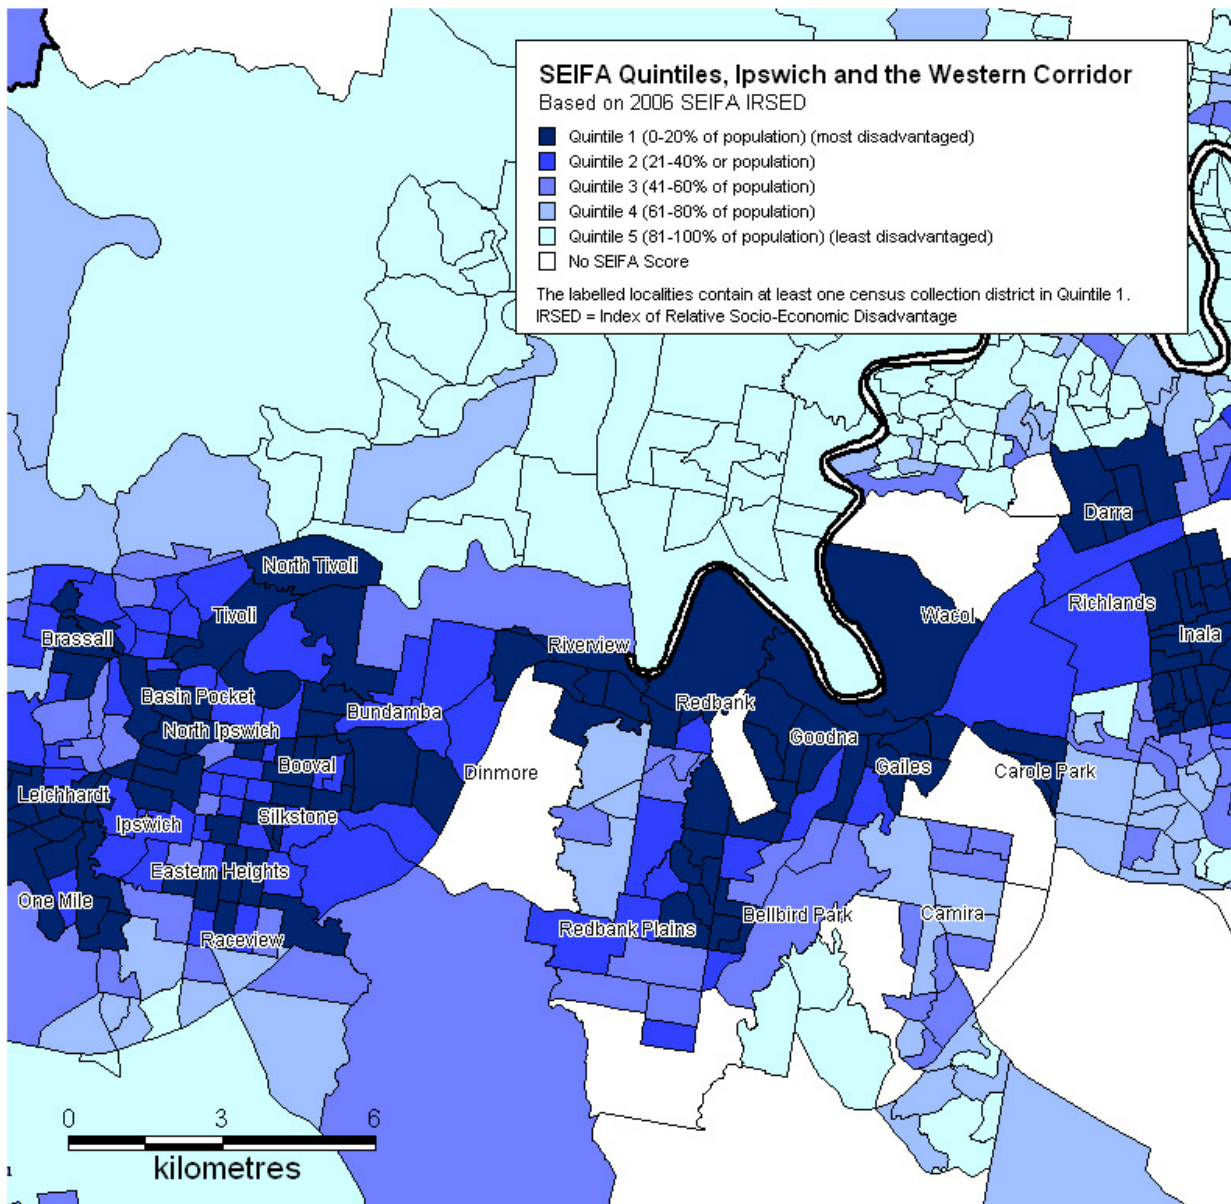 SEIFA Quintiles, Ipswich and the Western Corridor
Based on 2006 SEIFA IRSED
Quintile 1 (0-20% of population) (most disadvantaged)
Quintile 2 (21-40% or population)
Quintile 3 (41-60% of population)
Quintile 4 (61-80% of population)
Quintile 5 (81-100% of population) (least disadvantaged)
No SEIFA Score
The labelled localities contain at least one census collection district in Quintile 1.
IRSED = Index of Relative Socio-Economic Disadvantage
Darra
North Tivoli
Tivoli
Richlands
Wacol
Brassall
Riverview
Inala
Basin Pocket
Redbank
Bundamba
North Ipswich
Goodna
Booval
Dinmore
Gailes
Carole Park
Leichhardt
Ipswich
Silkstone
Eastern Heights
One Mile
Bellbird Park
Camira
Redbank Plains
Raceview
0 3 6
kilometres